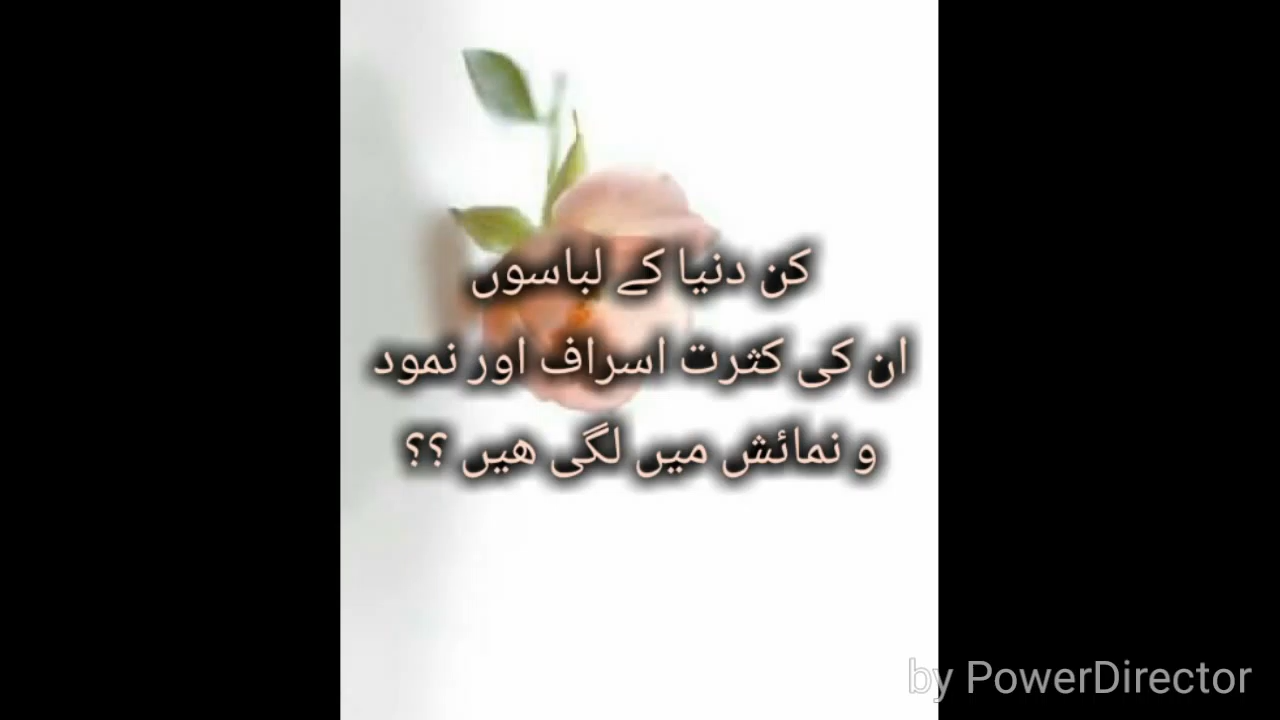 کن دنیا کے لباسوں
ان کی کثرت اسراف اور نمود
و نمائش میں لگی ھیں ؟؟
by PowerDirector